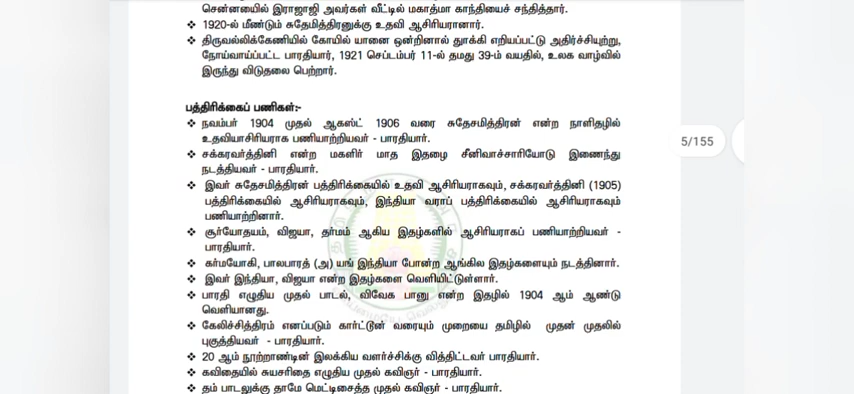 சென்னையில் இராஜாஜி அவர்கள் வீட்டில் மகாத்மா காந்தியைச் சந்தித்தார்.
❖ 1920-ல் மீண்டும் சுதேமித்திரனுக்கு உதவி ஆசிரியரானார்.
❖ திருவல்லிக்கேணியில் கோயில் யானை ஒன்றினால் துாக்கி எறியப்பட்டு அதிர்ச்சியுற்று,
நோய்வாய்ப்பட்ட பாரதியார், 1921 செப்டம்பர் 11-ல் தமது 39-ம் வயதில், உலக வாழ்வில்
இருந்து விடுதலை பெற்றார்.
பத்திரிக்கைப் பணிகள்:-
❖ நவம்பர் 1904 முதல் ஆகஸ்ட் 1906 வரை சுதேசமித்திரன் என்ற நாளிதழில்
உதவியாசிரியராக பணியாற்றியவர் - பாரதியார்.
❖ சக்கரவர்த்தினி என்ற மகளிர் மாத இதழை சீனிவாச்சாரியோடு இணைந்து
நடத்தியவர் - பாரதியார்.
5/155
❖ இவர் சுதேசமித்திரன் பத்திரிக்கையில் உதவி ஆசிரியராகவும், சக்கரவர்த்தினி (1905)
பத்திரிக்கையில் ஆசிரியராகவும், இந்தியா வராப் பத்திரிக்கையில் ஆசிரியராகவும்
பணியாற்றினார்.
❖ சூர்யோதயம், விஜயா, தர்மம் ஆகிய இதழ்களில் ஆசிரியராகப் பணியாற்றியவர் -
பாரதியார்.
❖ கர்மயோகி, பாலபாரத் (அ) யங் இந்தியா போன்ற ஆங்கில இதழ்களையும் நடத்தினார்.
❖ இவர் இந்தியா, விஜயா என்ற இதழ்களை வெளியிட்டுள்ளார்.
❖ பாரதி எழுதிய முதல் பாடல், விவேக பானு என்ற இதழில் 1904 ஆம் ஆண்டு
வெளியானது.
❖ கேலிச்சித்திரம் எனப்படும் கார்ட்டூன் வரையும் முறையை தமிழில் முதன் முதலில்
புகுத்தியவர் - பாரதியார்.
❖ 20 ஆம் நூற்றாண்டின் இலக்கிய வளர்ச்சிக்கு வித்திட்டவர் பாரதியார்.
❖ கவிதையில் சுயசரிதை எழுதிய முதல் கவிஞர் - பாரதியார்.
❖ தம் பாடலுக்கு தாமே மெட்டிசைத்த முதல் கவிஞர் - பாரதியார்.